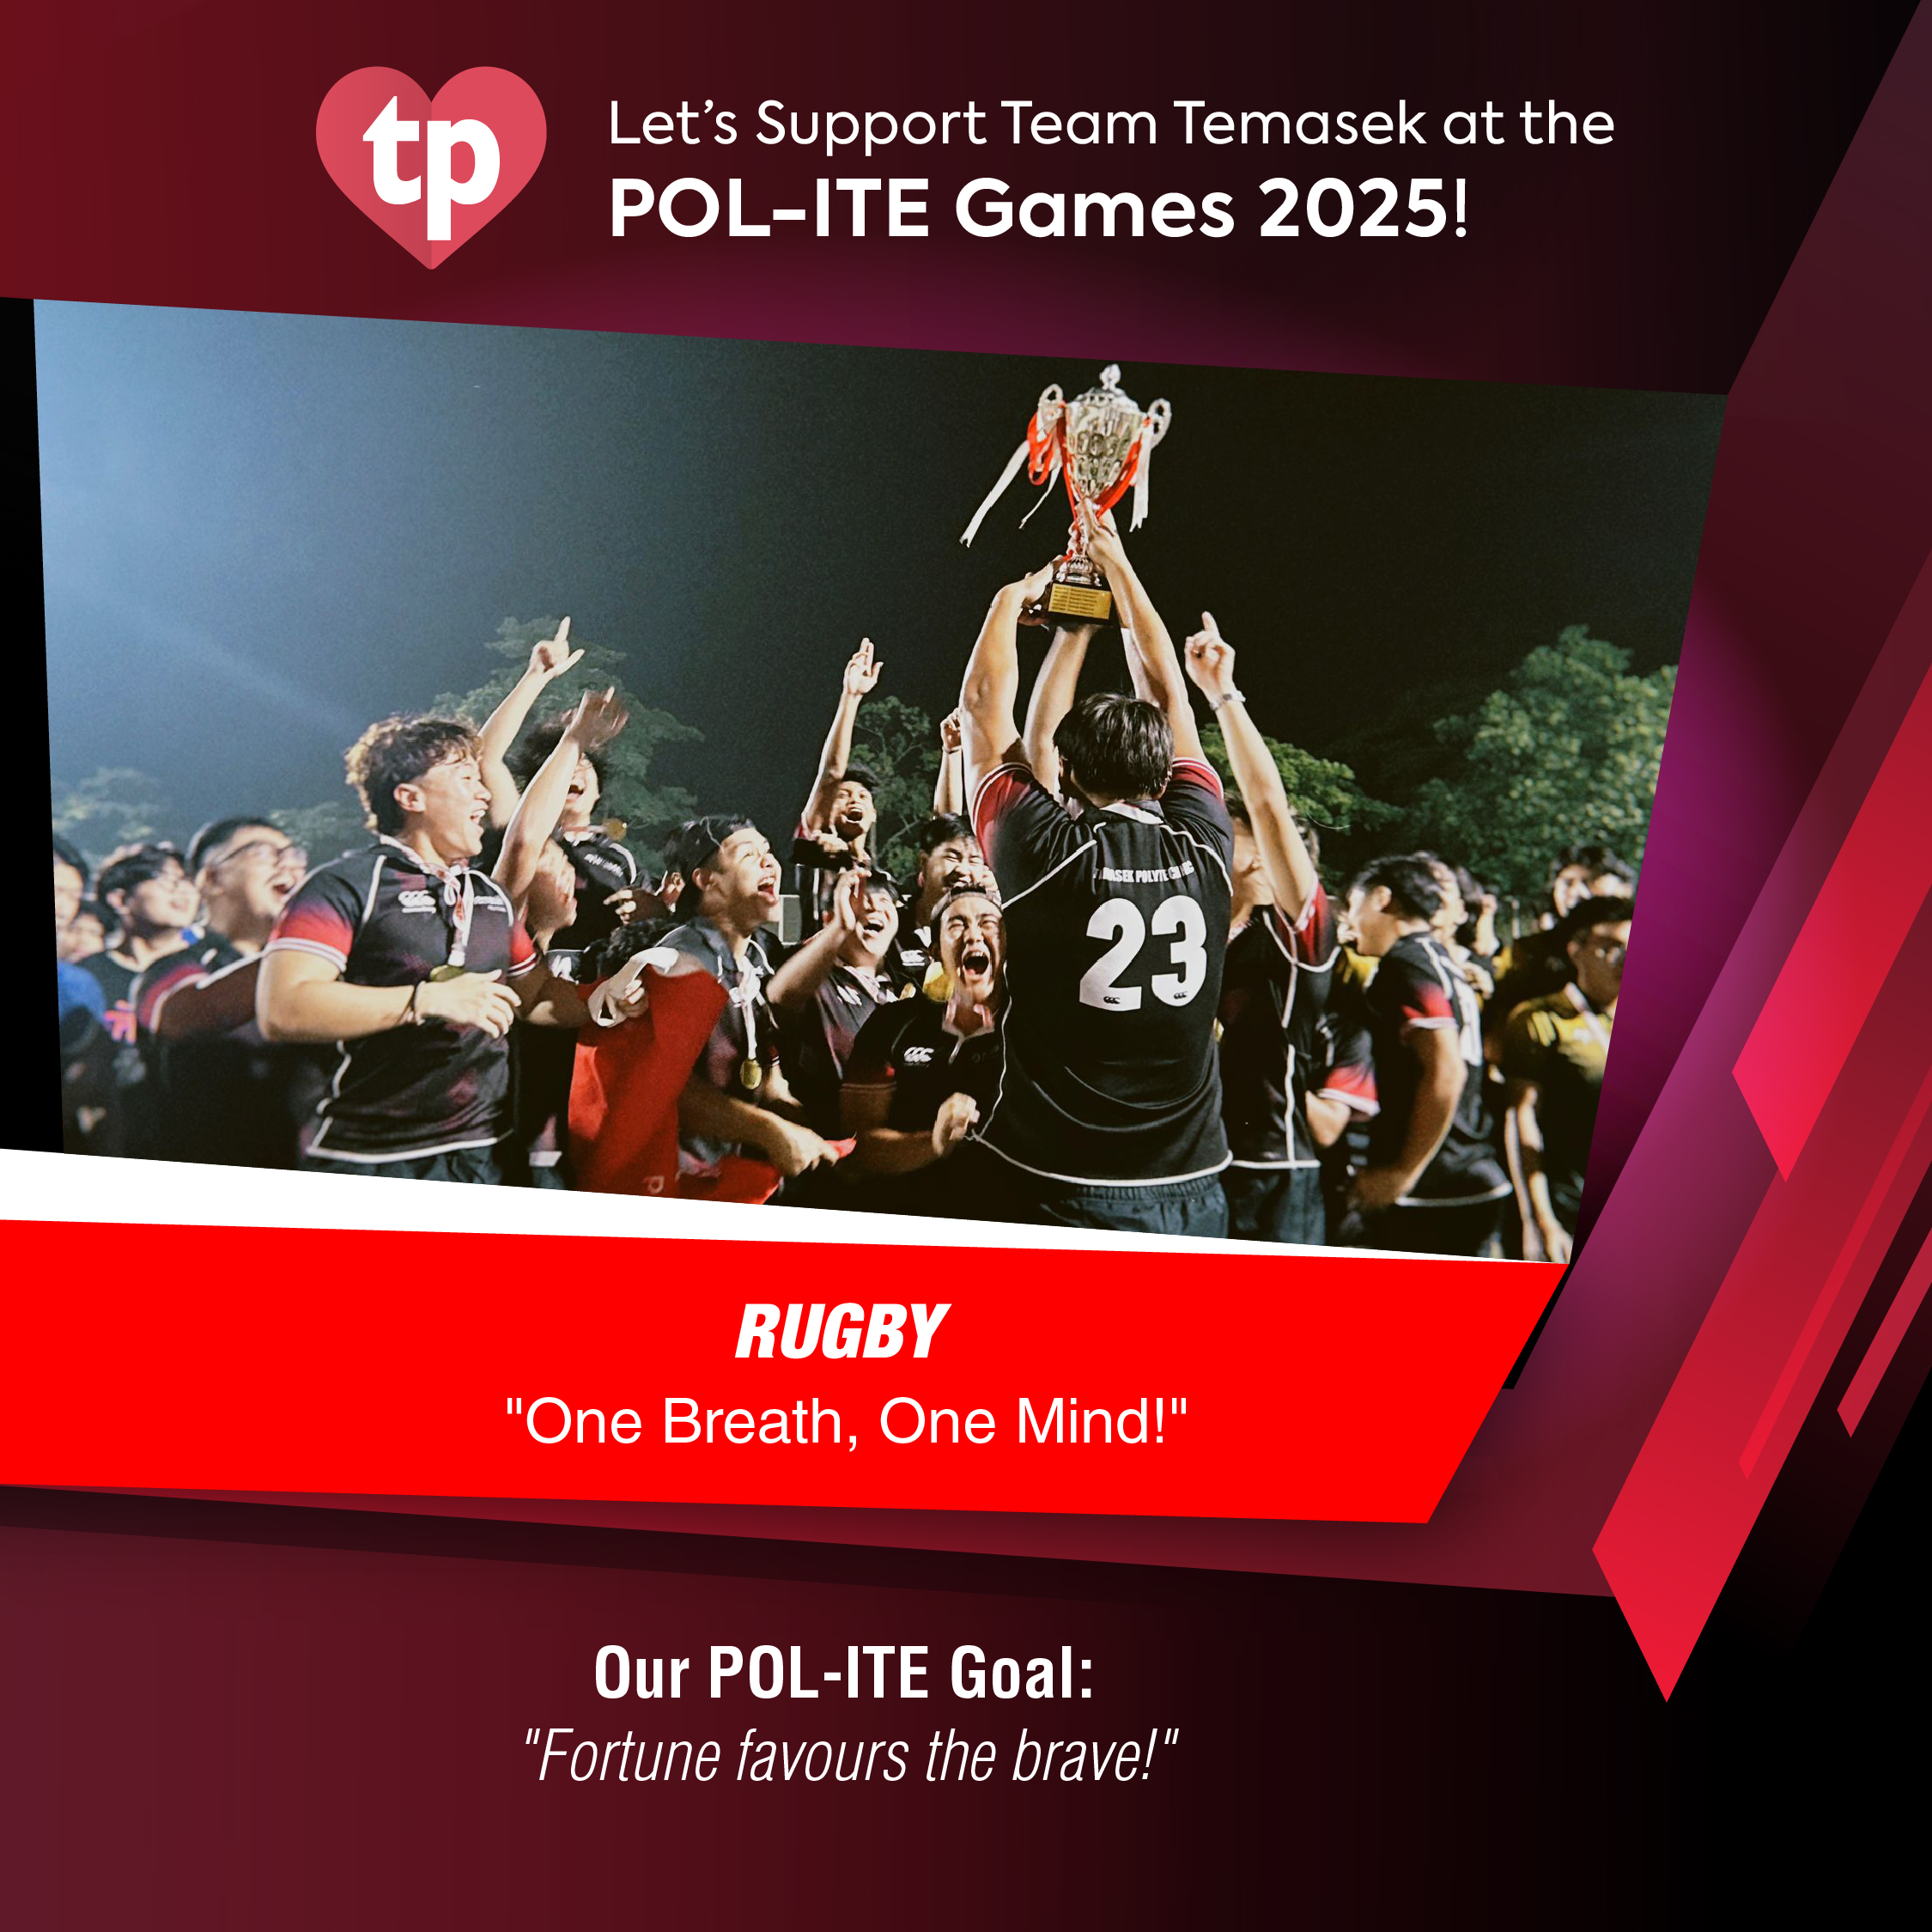 tp
Let's Support Team Temasek at the
POL-ITE Games 2025!
23
RUGBY
"One Breath, One Mind!"
Our POL-ITE Goal:
"Fortune favours the brave!"